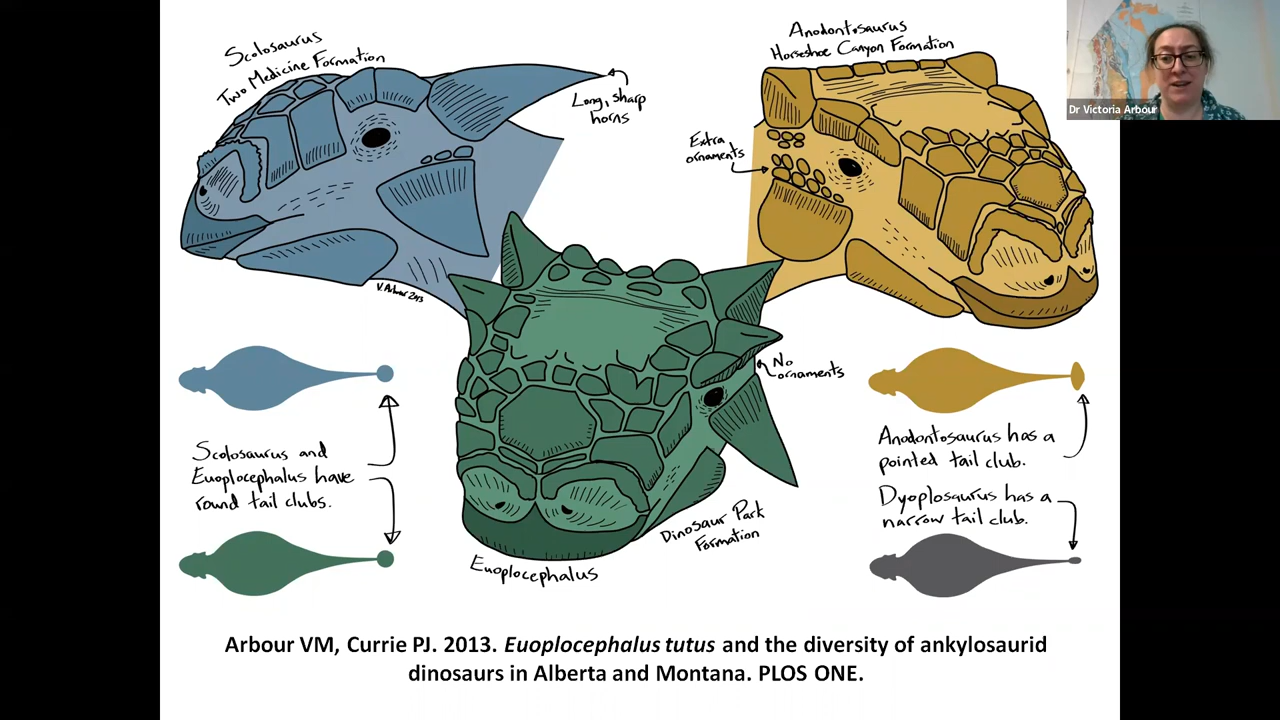 Scolosaurus
Two Medicine Formation
Long, sharp
horns
V. Arbour 2013
Anodontosaurus
Horseshoe Canyon Formation
Extra
ornaments
Dr Victoria Arbour
No
ornaments
Scolosaurus and
Euoplocephalus have
round tail clubs.
Euoplocephalus
Dinosaur Park
Formation
Anodontosaurus has a
pointed tail club.
Dyoplosaurus has a
narrow tail club.
Arbour VM, Currie PJ. 2013. Euoplocephalus tutus and the diversity of ankylosaurid
dinosaurs in Alberta and Montana. PLOS ONE.